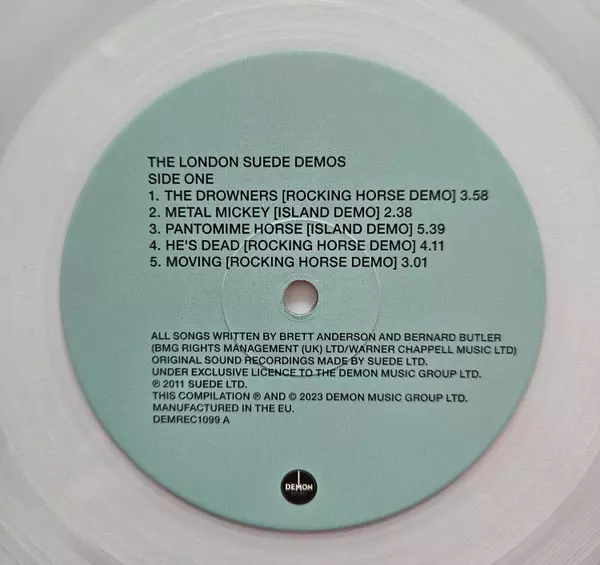 THE LONDON SUEDE DEMOS
SIDE ONE
1. THE DROWNERS [ROCKING HORSE DEMO] 3.58
2. METAL MICKEY [ISLAND DEMO] 2.38
3. PANTOMIME HORSE [ISLAND DEMO] 5.39
4. HE'S DEAD [ROCKING HORSE DEMO] 4.11
5. MOVING [ROCKING HORSE DEMO] 3.01
ALL SONGS WRITTEN BY BRETT ANDERSON AND BERNARD BUTLER
(BMG RIGHTS MANAGEMENT (UK) LTD/WARNER CHAPPELL MUSIC LTD)
ORIGINAL SOUND RECORDINGS MADE BY SUEDE LTD.
UNDER EXCLUSIVE LICENCE TO THE DEMON MUSIC GROUP LTD.
℗ 2011 SUEDE LTD.
THIS COMPILATION ℗ AND © 2023 DEMON MUSIC GROUP LTD.
MANUFACTURED IN THE EU.
DEMREC1099 A
DEMON